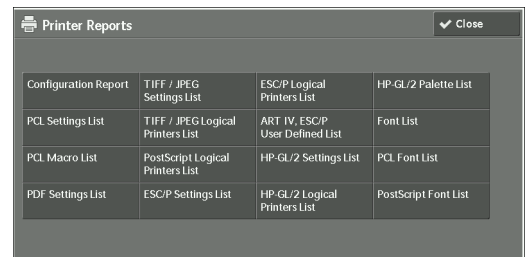 Printer Reports
Close
Configuration Report
TIFF / JPEG
Settings List
ESC/P Logical
Printers List
HP-GL/2 Palette List
PCL Settings List
TIFF / JPEG Logical
Printers List
ART IV, ESC/P
User Defined List
Font List
PCL Macro List
PostScript Logical
Printers List
HP-GL/2 Settings List
PCL Font List
PDF Settings List
ESC/P Settings List
HP-GL/2 Logical
Printers List
PostScript Font List